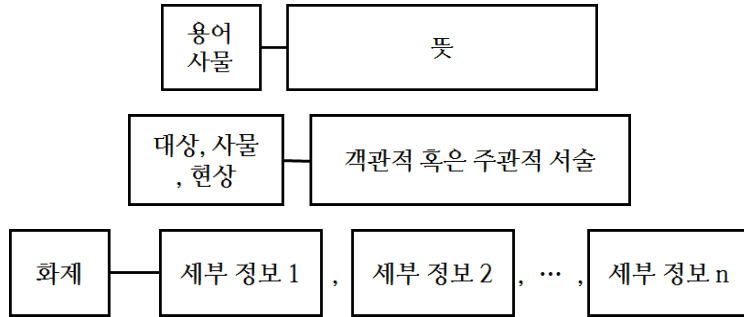 용어
사물
뜻
대상, 사물
, 현상
객관적 혹은 주관적 서술
화제
세부 정보 1 , 세부 정보 2 , … , 세부 정보 n